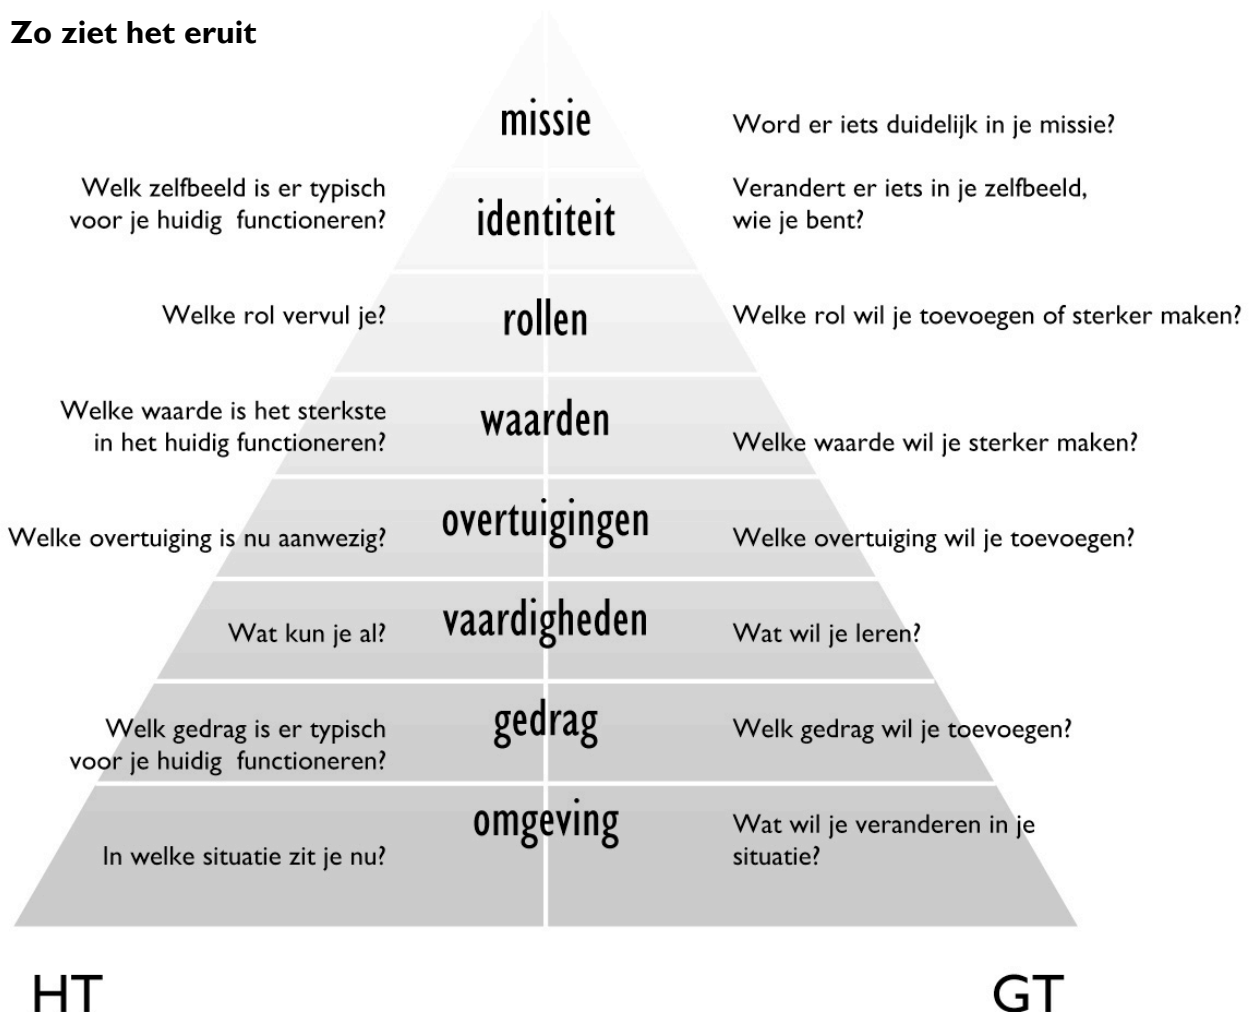 Zo ziet het eruit
missie
Word er iets duidelijk in je missie?
Welk zelfbeeld is er typisch
voor je huidig  functioneren?
identiteit
Verandert er iets in je zelfbeeld,
wie je bent?
Welke rol vervul je?
rollen
Welke rol wil je toevoegen of sterker maken?
Welke waarde is het sterkste
in het huidig functioneren?
waarden
Welke waarde wil je sterker maken?
Welke overtuiging is nu aanwezig?
overtuigingen
Welke overtuiging wil je toevoegen?
Wat kun je al?
vaardigheden
Wat wil je leren?
Welk gedrag is er typisch
voor je huidig  functioneren?
gedrag
Welk gedrag wil je toevoegen?
In welke situatie zit je nu?
omgeving
Wat wil je veranderen in je
situatie?
HT
GT